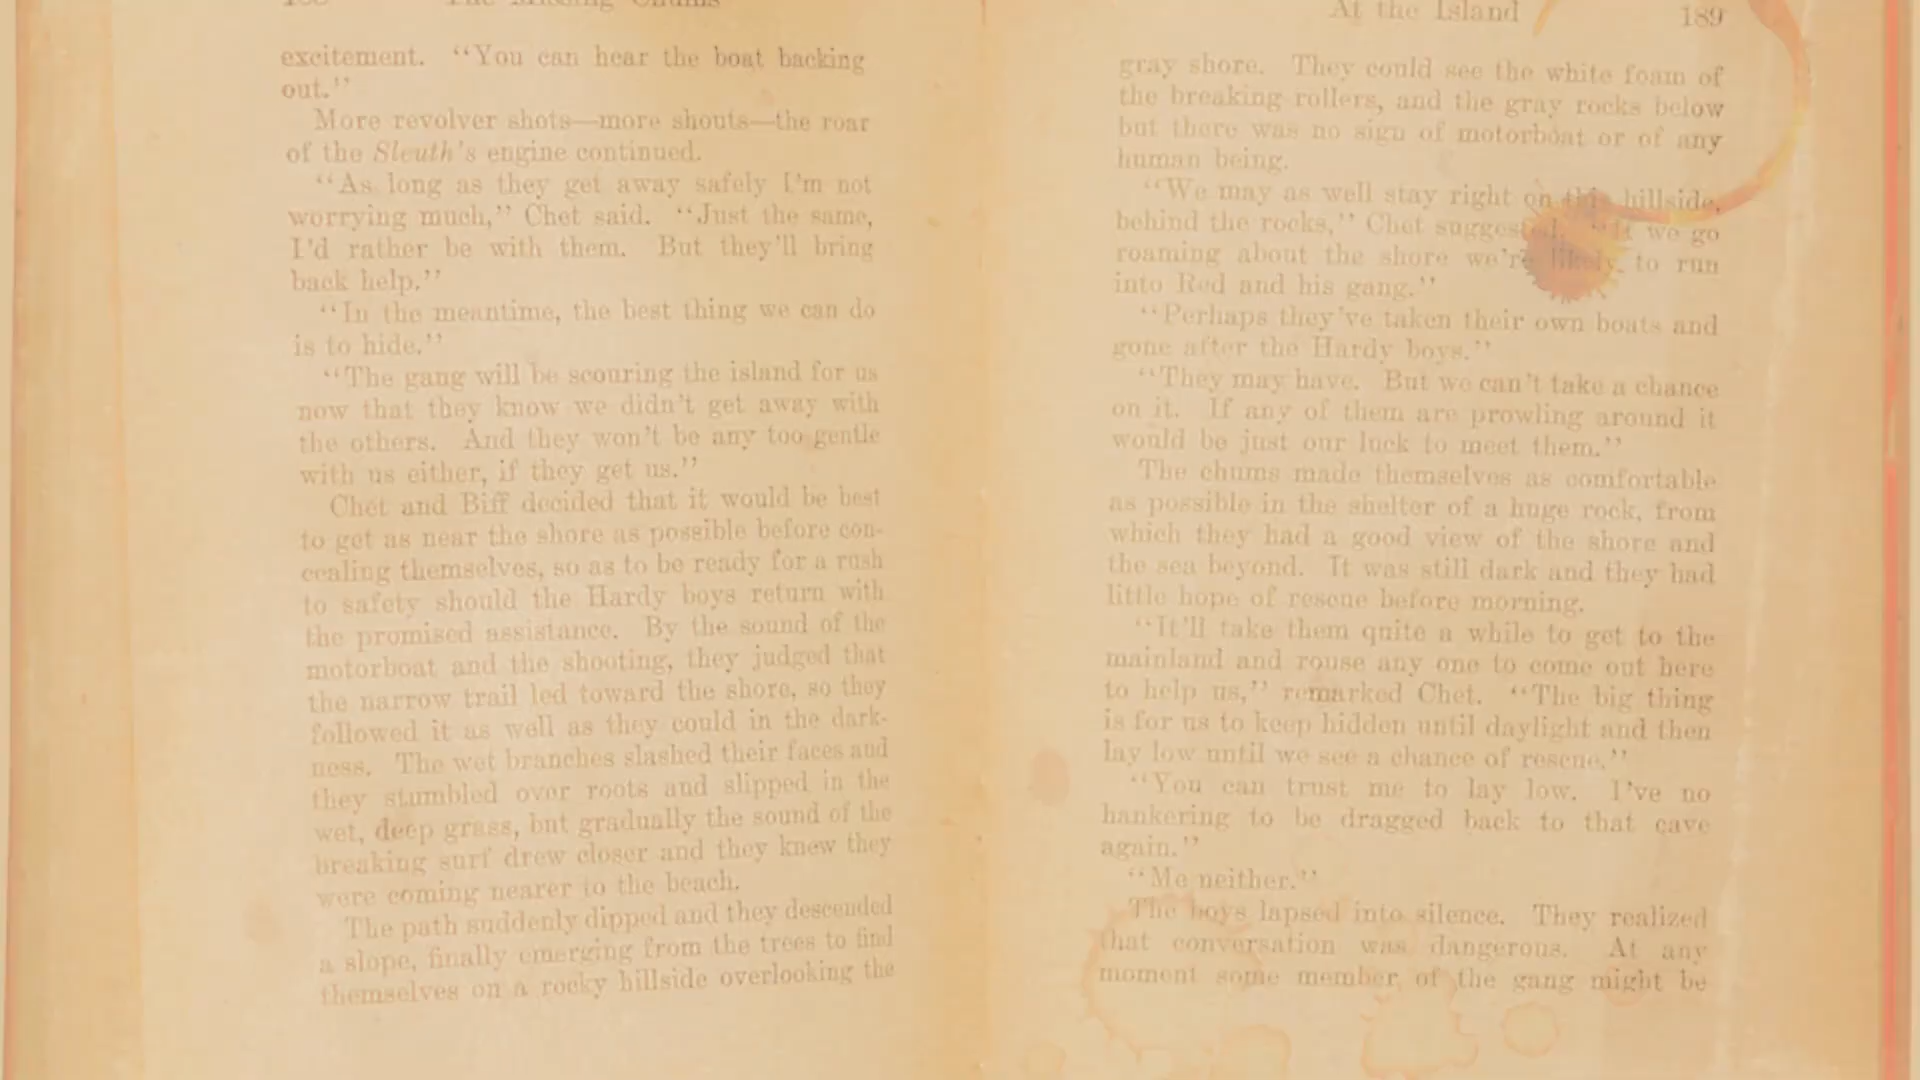 The Missing Chums
excitement. “You can hear the boat backing
out.”
More revolver shots—more shouts—the roar
of the Sleuth's engine continued.
“As long as they get away safely I'm not
worrying much,” Chet said. “Just the same,
I'd rather be with them. But they'll bring
back help.”
“In the meantime, the best thing we can do
is to hide.”
“The gang will be scouring the island for us
now that they know we didn't get away with
the others. And they won't be any too gentle
with us either, if they get us.”
Chet and Biff decided that it would be best
to get as near the shore as possible before con-
cealing themselves, so as to be ready for a rush
to safety should the Hardy boys return with
the promised assistance. By the sound of the
motorboat and the shooting, they judged that
the narrow trail led toward the shore, so they
followed it as well as they could in the dark-
ness. The wet branches slashed their faces and
they stumbled over roots and slipped in the
wet, deep grass, but gradually the sound of the
breaking surf drew closer and they knew they
were coming nearer to the beach.
The path suddenly dipped and they descended
a slope, finally emerging from the trees to find
themselves on a rocky hillside overlooking the
At the Island 189
gray shore. They could see the white foam of
the breaking rollers, and the gray rocks below
but there was no sign of motorboat or of any
human being.
“We may as well stay right on this hillside,
behind the rocks,” Chet suggested. “If we go
roaming about the shore we're likely to run
into Red and his gang.”
“Perhaps they've taken their own boats and
gone after the Hardy boys.”
“They may have. But we can't take a chance
on it. If any of them are prowling around it
would be just our luck to meet them.”
The chums made themselves as comfortable
as possible in the shelter of a huge rock, from
which they had a good view of the shore and
the sea beyond. It was still dark and they had
little hope of rescue before morning.
“It'll take them quite a while to get to the
mainland and rouse any one to come out here
to help us,” remarked Chet. “The big thing
is for us to keep hidden until daylight and then
lay low until we see a chance of rescue.”
“You can trust me to lay low. I've no
hankering to be dragged back to that cave
again.”
“Me neither.”
The boys lapsed into silence. They realized
that conversation was dangerous. At any
moment some member of the gang might be